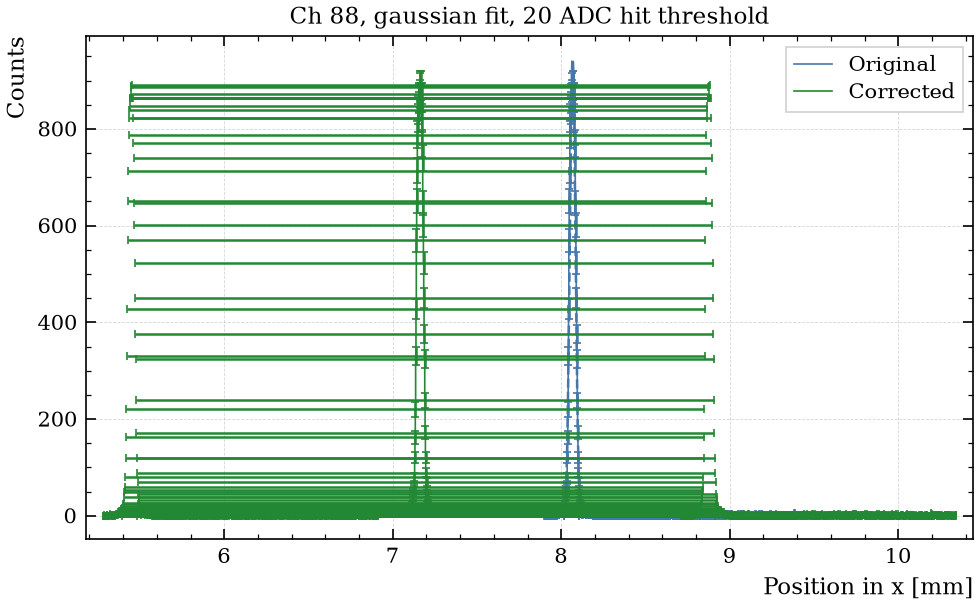 Ch 88, gaussian fit, 20 ADC hit threshold
Counts
Original
Corrected
800
600
400
200
0
6
7
8
9
10
Position in x [mm]